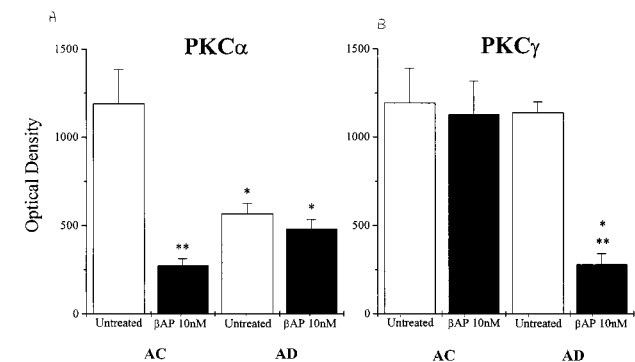 A
PKCα
1500
1000
500
0
Optical Density
**
*
*
Untreated βAP 10nM Untreated βAP 10nM
AC AD
B
PKCγ
1500
1000
500
0
*
**
Untreated βAP 10nM Untreated βAP 10nM
AC AD